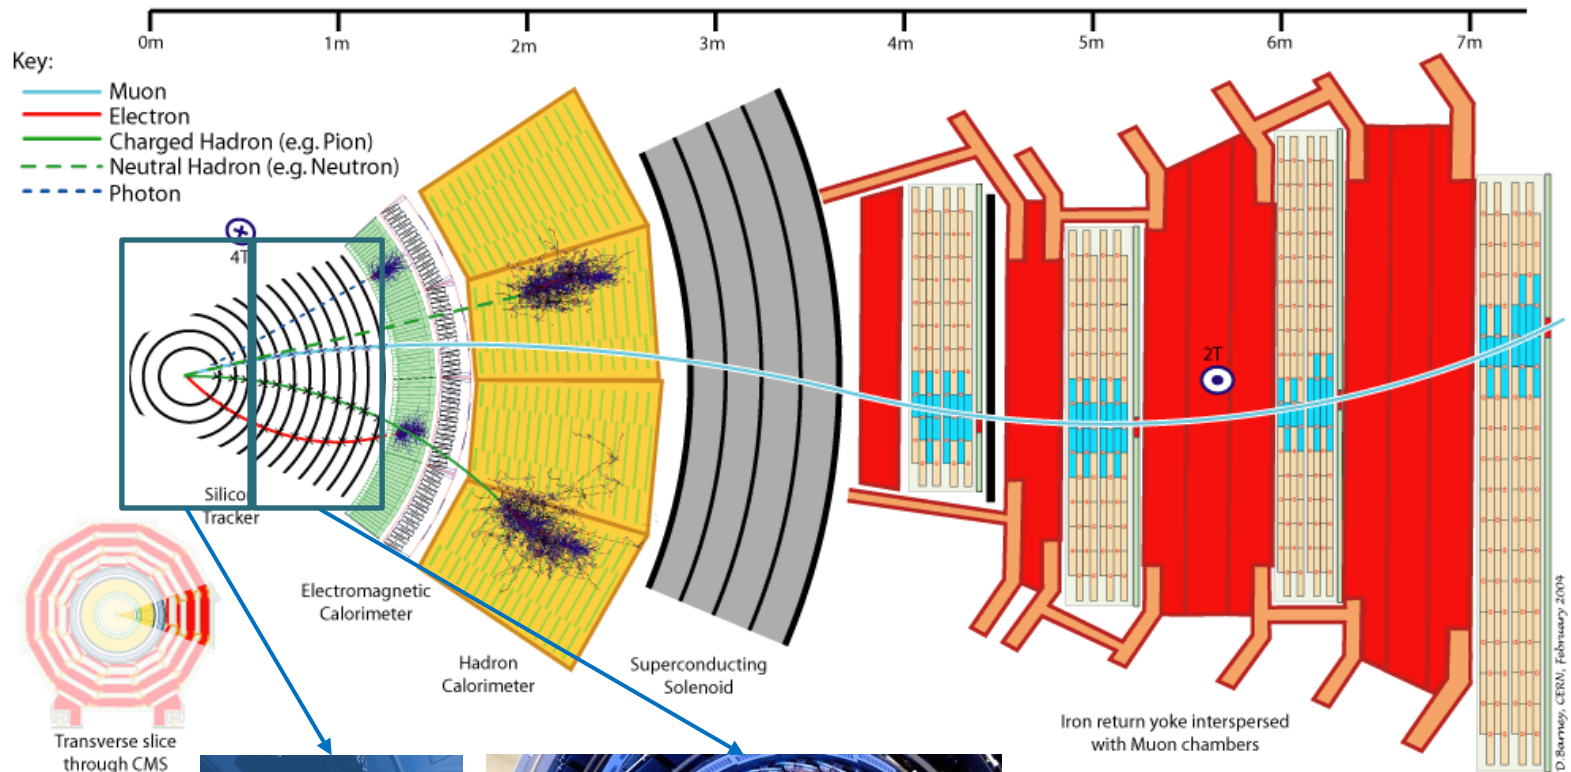 0m 1m 2m 3m 4m 5m 6m 7m
Key:
Muon
Electron
Charged Hadron (e.g. Pion)
Neutral Hadron (e.g. Neutron)
Photon
4T
2T
Silicon
Tracker
Electromagnetic
Calorimeter
Hadron
Calorimeter
Superconducting
Solenoid
Iron return yoke interspersed
with Muon chambers
Transverse slice
through CMS
D.Barney, CERN, February 2004